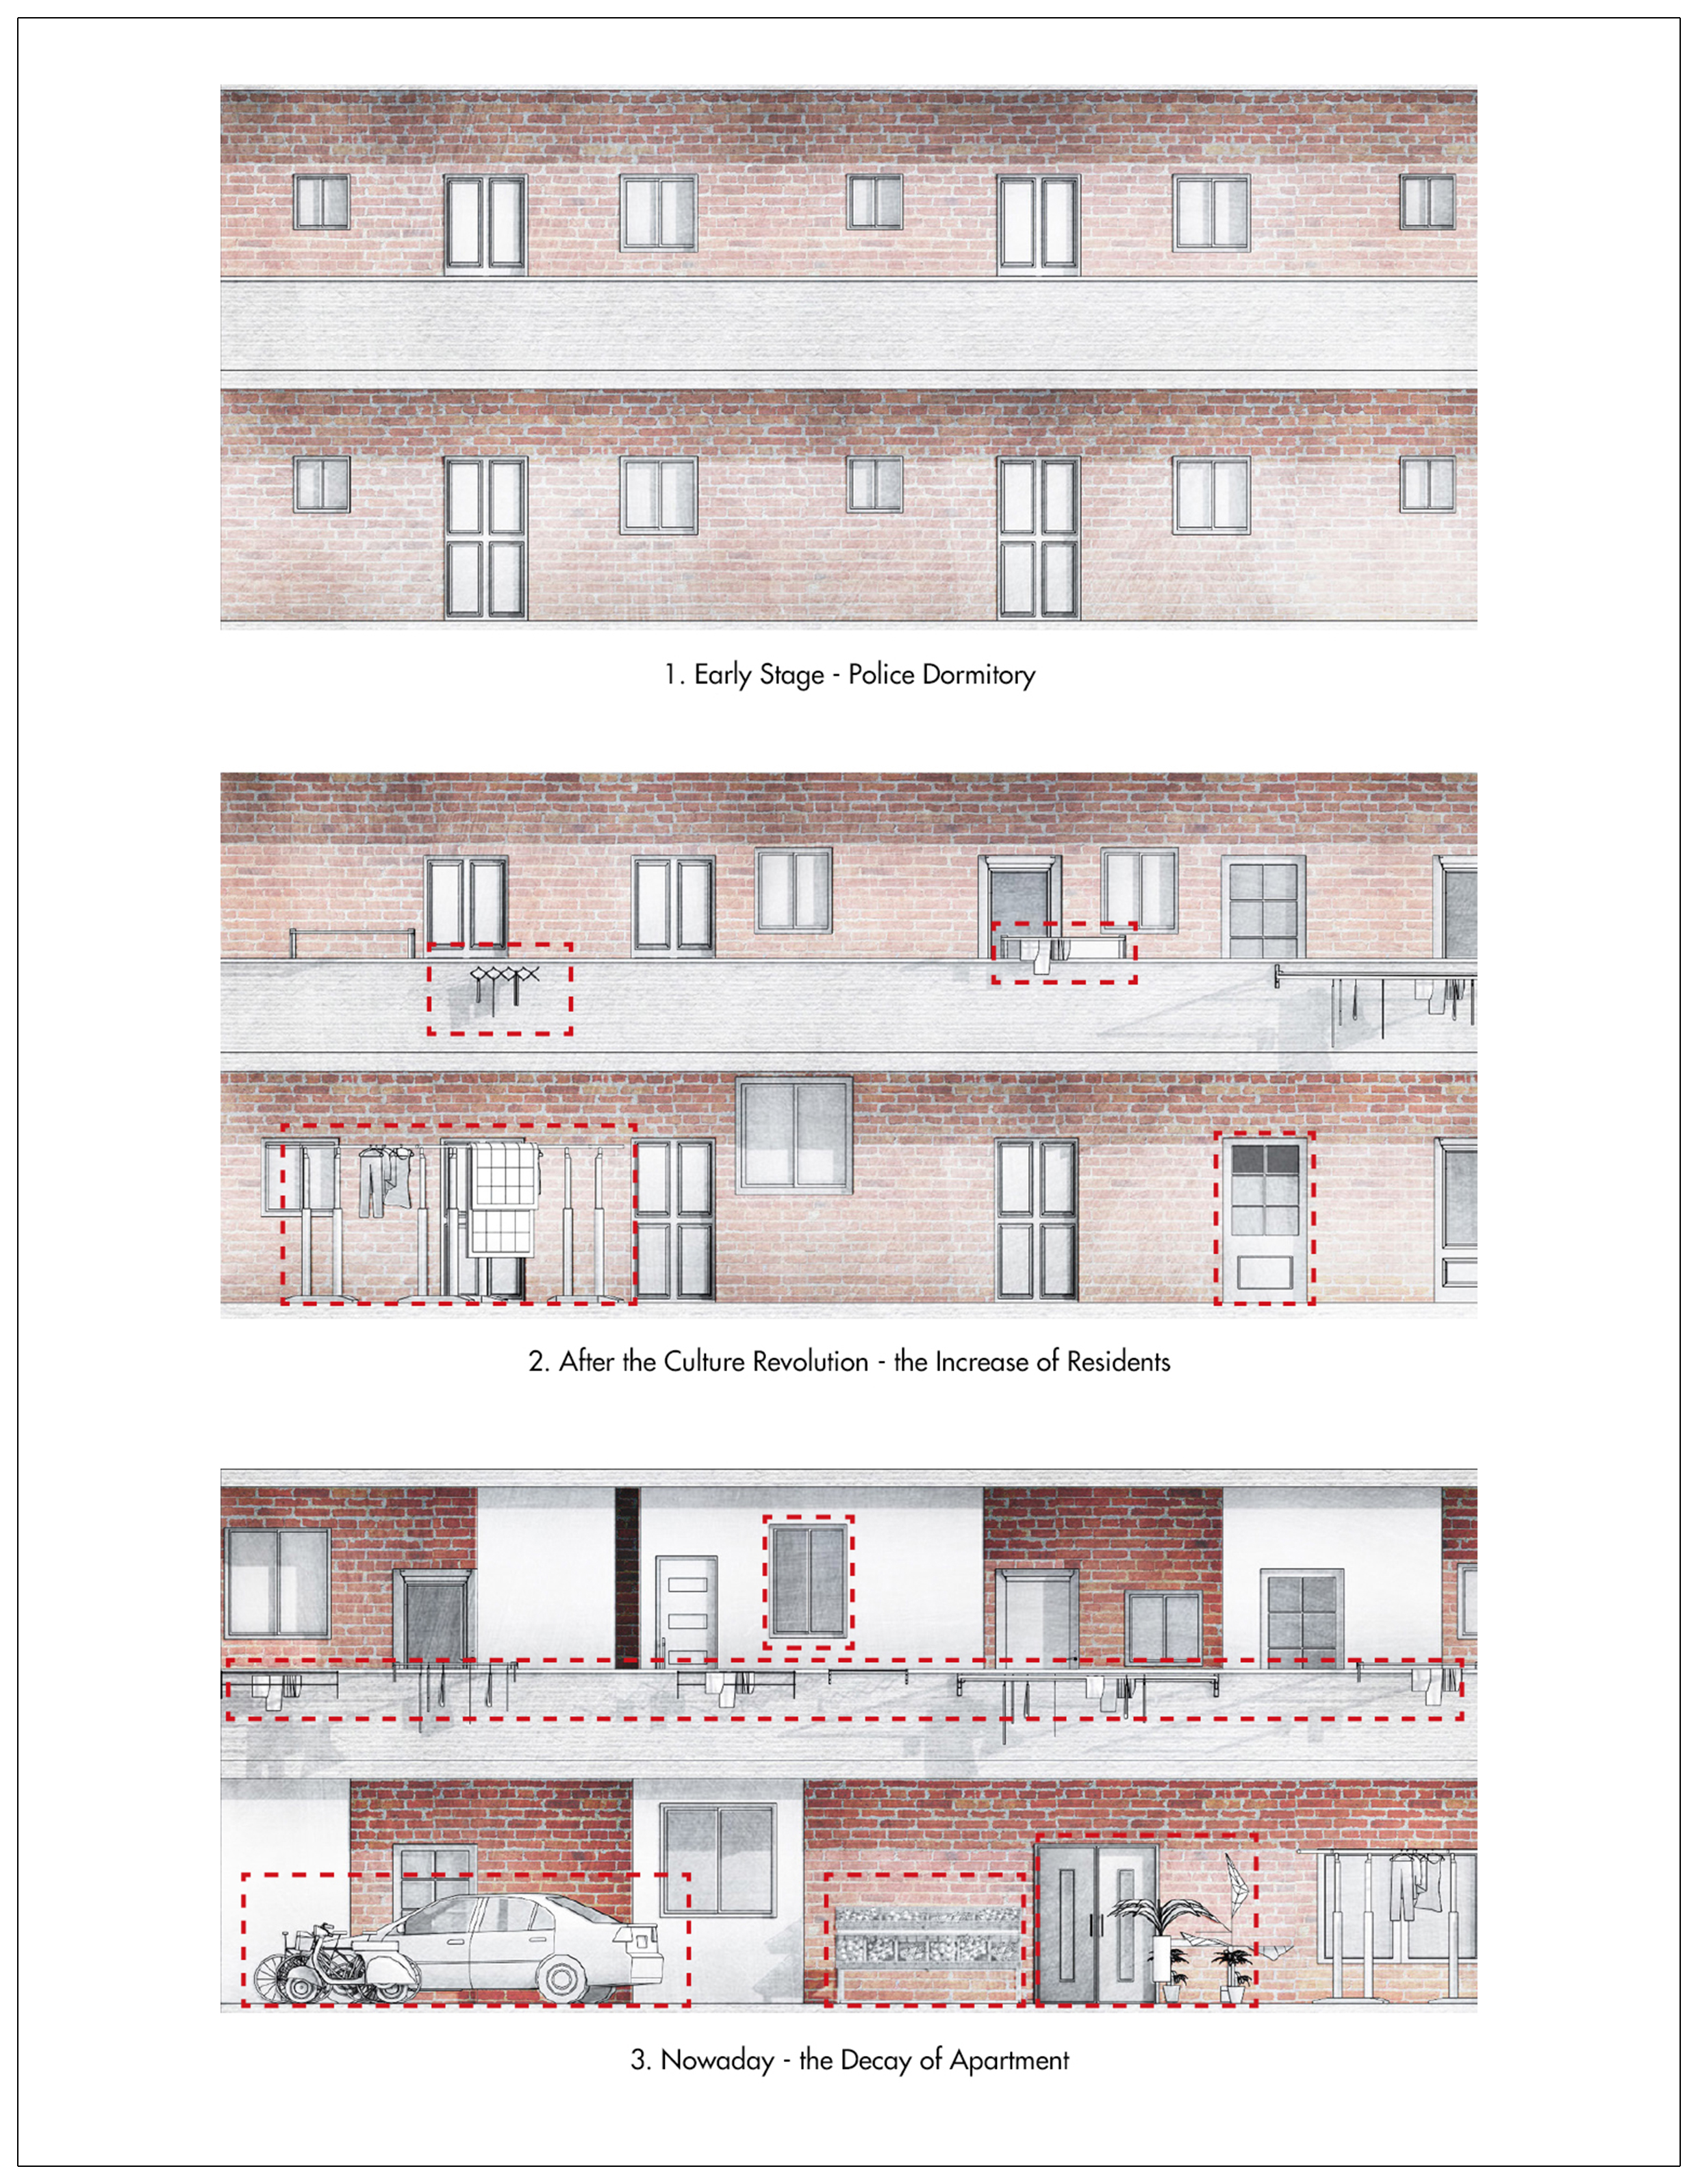 1. Early Stage - Police Dormitory
2. After the Culture Revolution - the Increase of Residents
3. Nowaday - the Decay of Apartment